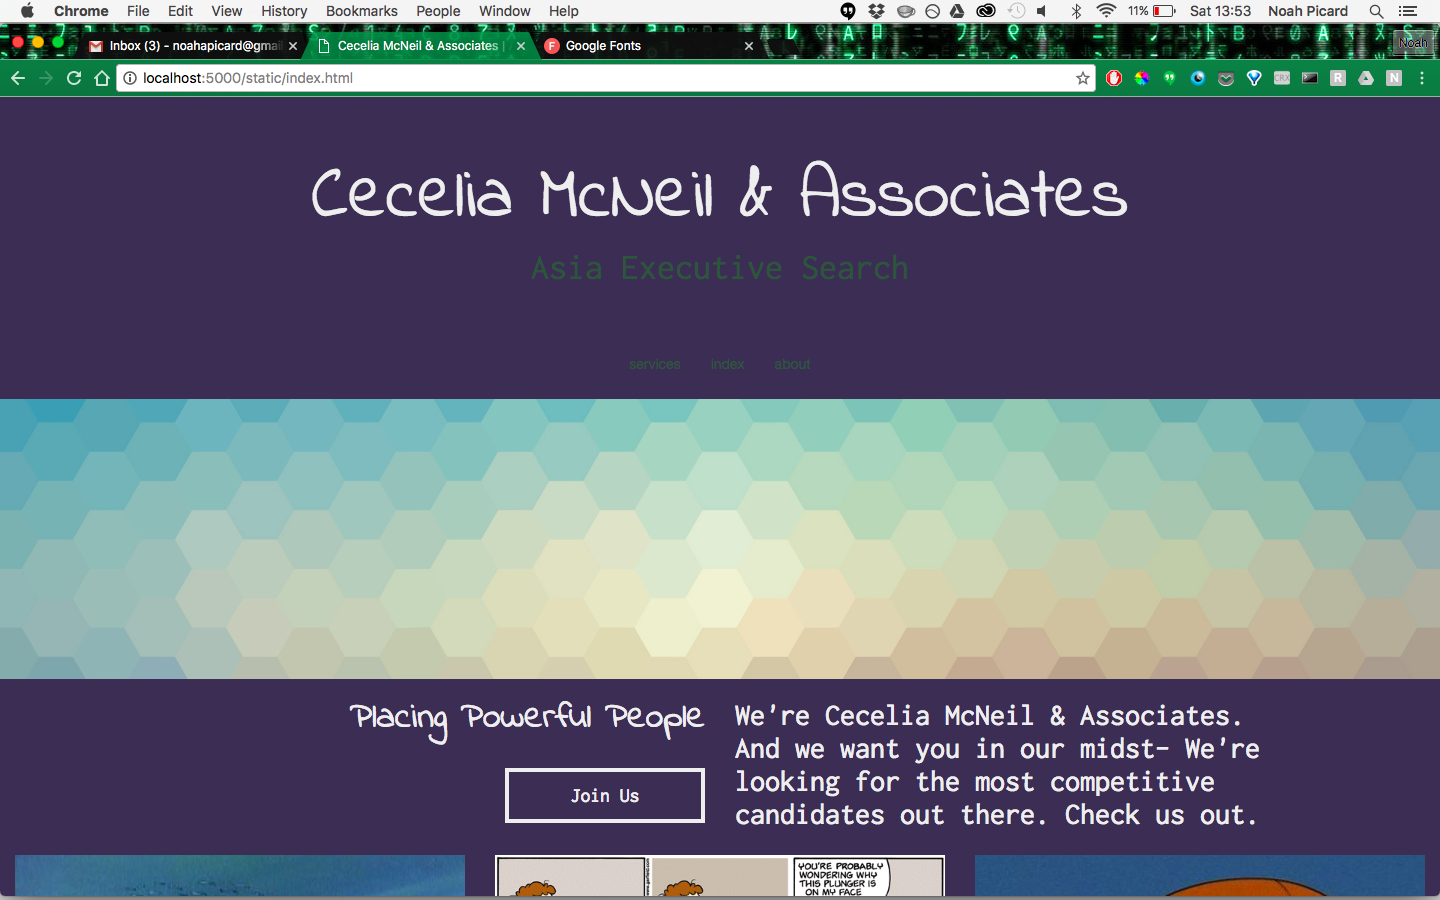 Chrome File Edit View History Bookmarks People Window Help 11% Sat 13:53 Noah Picard
Inbox (3) - noahapicard@gmai Cecelia McNeil & Associates | Google Fonts Noah
localhost:5000/static/index.html CRX R N
Cecelia McNeil & Associates
Asia Executive Search
services index about
Placing Powerful People
Join Us
We're Cecelia McNeil & Associates.
And we want you in our midst- We're
looking for the most competitive
candidates out there. Check us out.
YOU'RE PROBABLY
WONDERING WHY
THIS PLUNGER IS
ON MY FACE